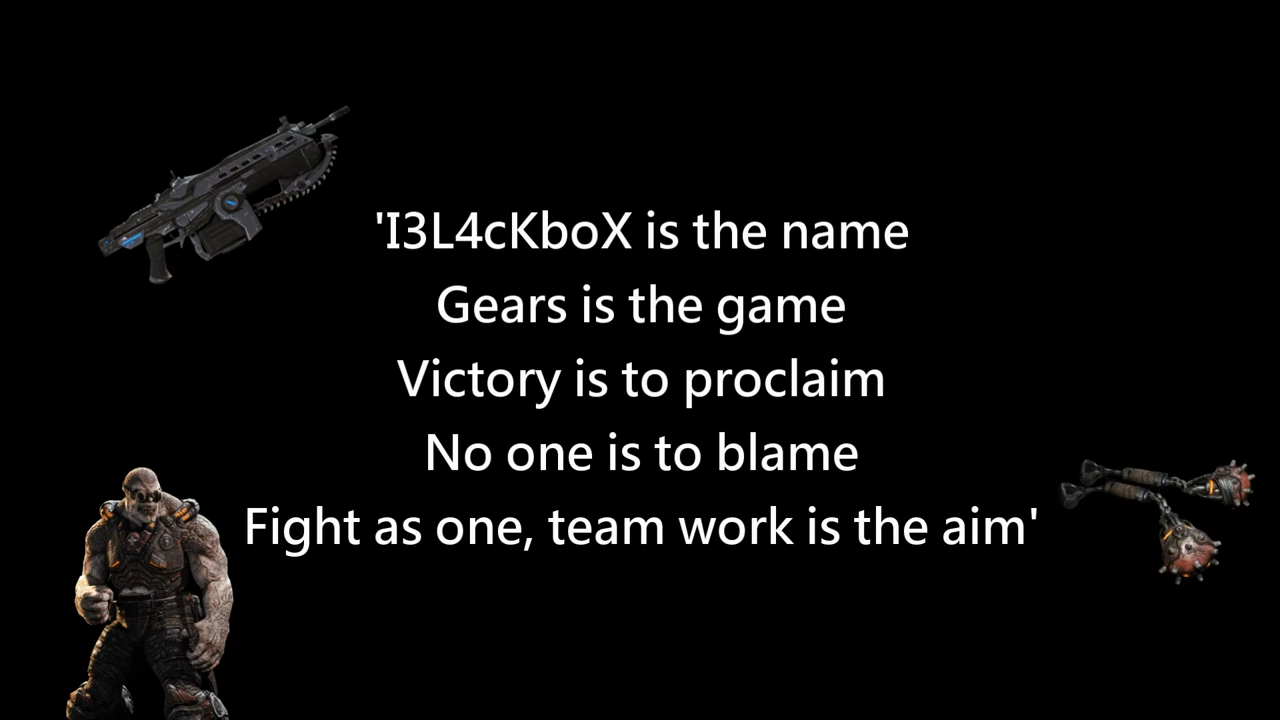 'I3L4cKboX is the name
Gears is the game
Victory is to proclaim
No one is to blame
Fight as one, team work is the aim'